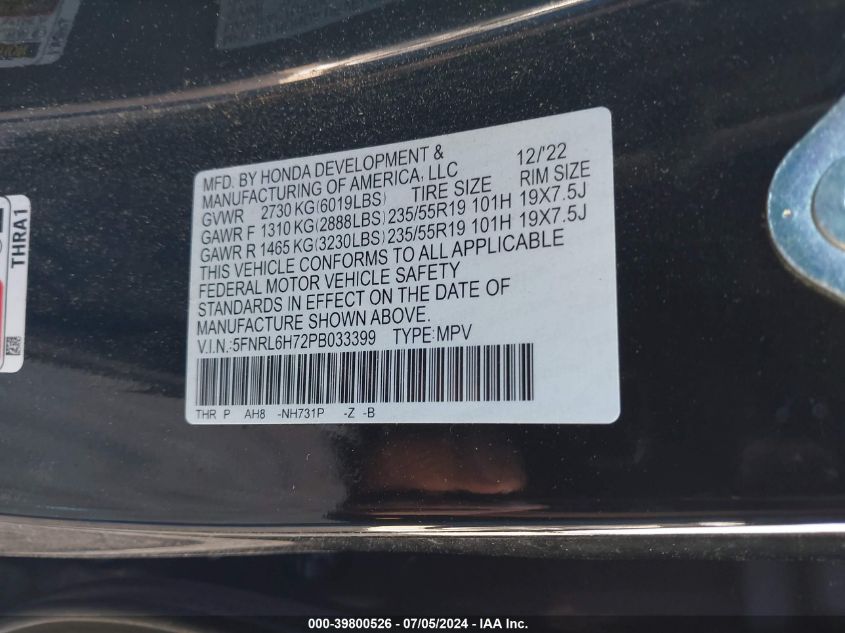 MFD. BY HONDA DEVELOPMENT & 12/'22
MANUFACTURING OF AMERICA, LLC
GVWR 2730 KG(6019LBS) TIRE SIZE RIM SIZE
GAWR F 1310 KG(2888LBS) 235/55R19 101H 19X7.5J
GAWR R 1465 KG(3230LBS) 235/55R19 101H 19X7.5J
THIS VEHICLE CONFORMS TO ALL APPLICABLE
FEDERAL MOTOR VEHICLE SAFETY
STANDARDS IN EFFECT ON THE DATE OF
MANUFACTURE SHOWN ABOVE.
V.I.N.:5FNRL6H72PB033399 TYPE:MPV
THR P AH8 -NH731P -Z -B
THRA1
000-39800526 - 07/05/2024 - IAA Inc.